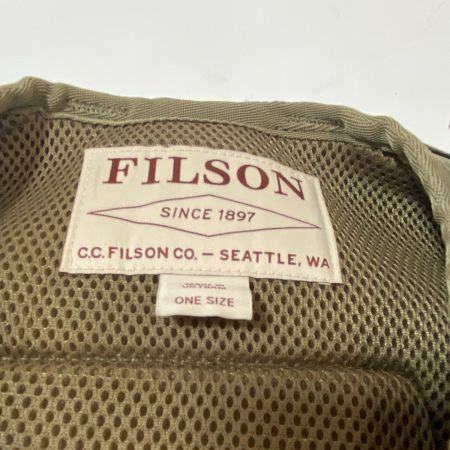 FILSON
SINCE 1897
C.C. FILSON CO. – SEATTLE, WA
ONE SIZE